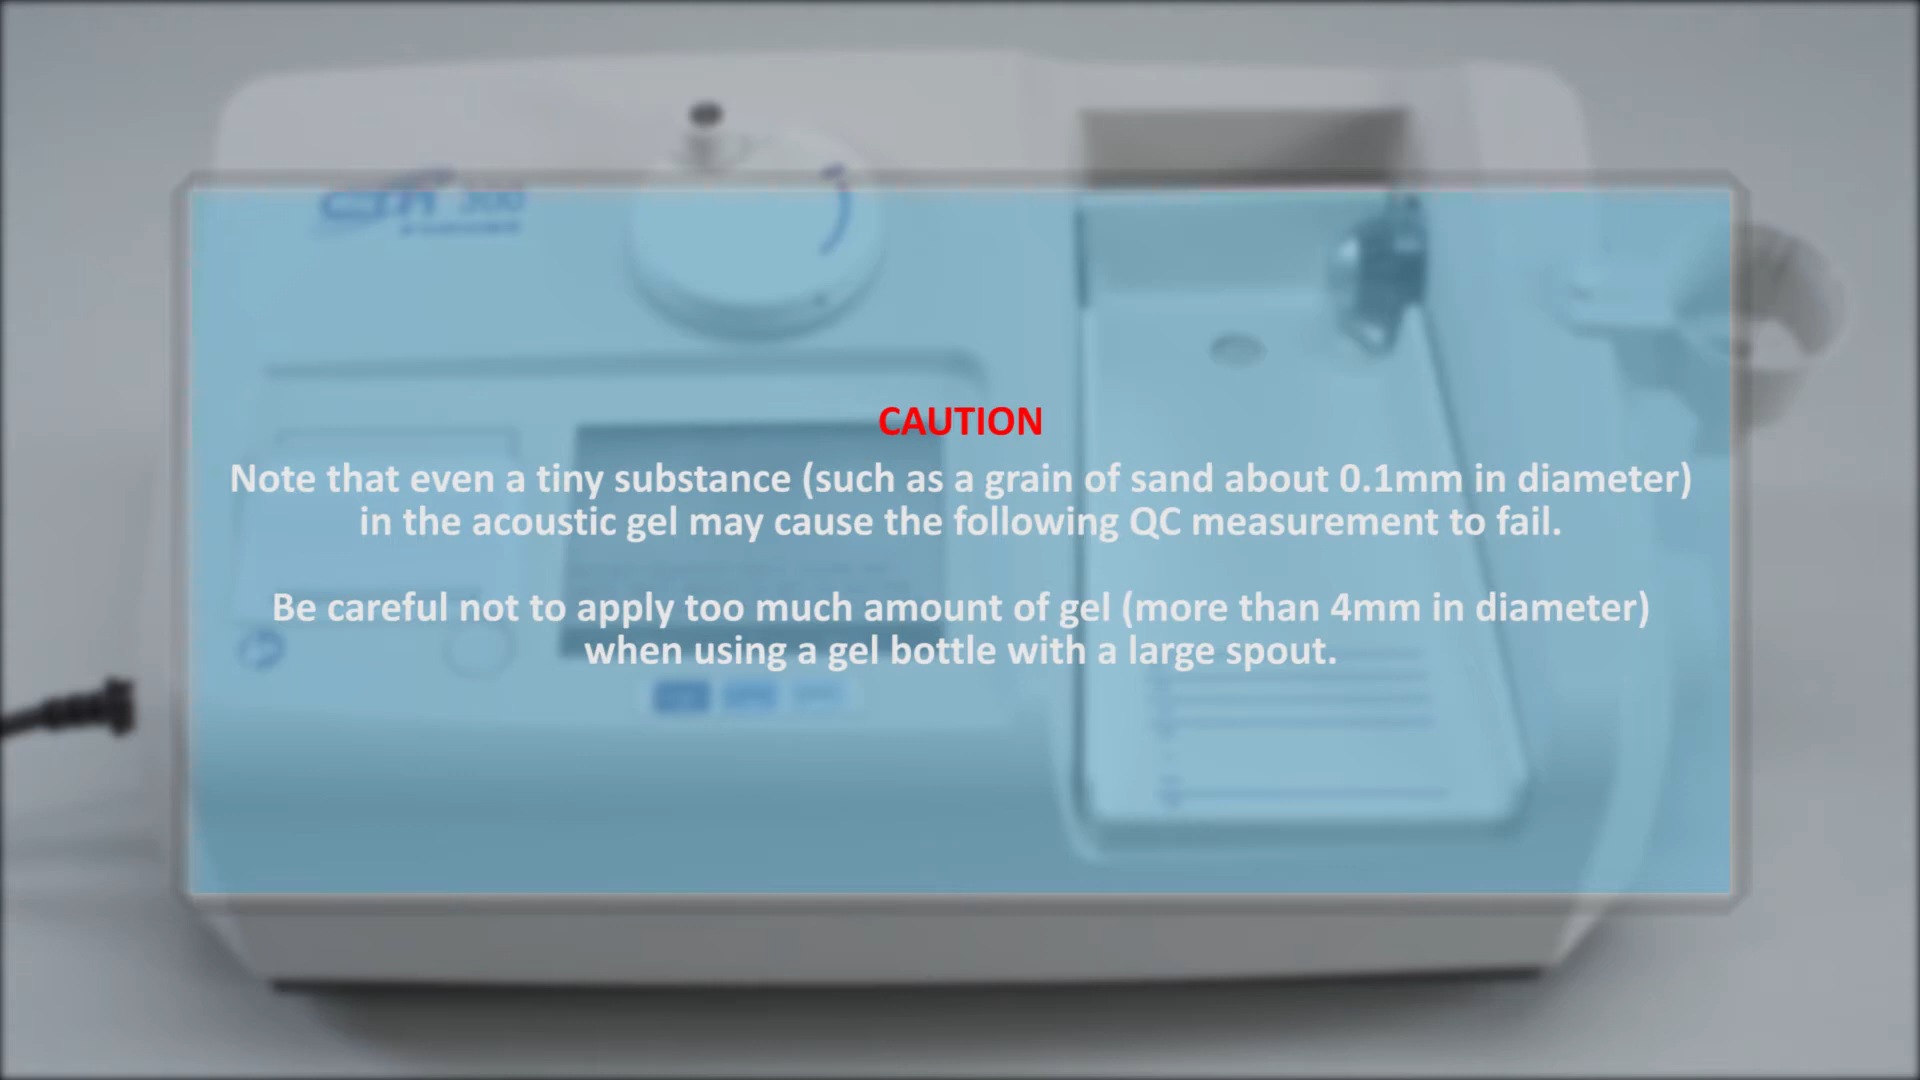 300
CAUTION
Note that even a tiny substance (such as a grain of sand about 0.1mm in diameter)
in the acoustic gel may cause the following QC measurement to fail.
Be careful not to apply too much amount of gel (more than 4mm in diameter)
when using a gel bottle with a large spout.